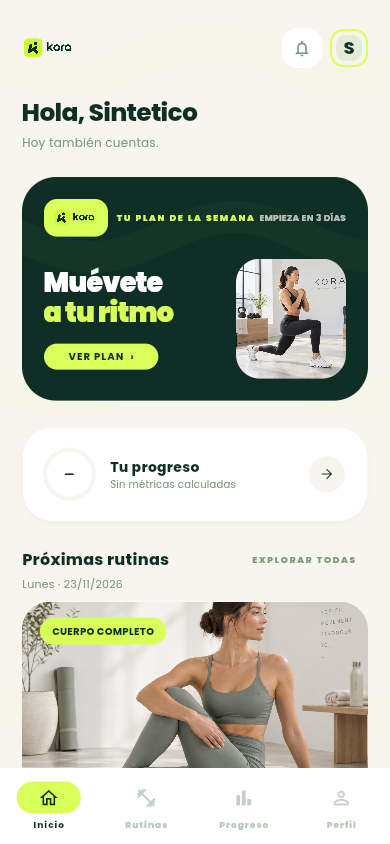 kora
S
Hola, Sintetico
Hoy también cuentas.
kora
TU PLAN DE LA SEMANA EMPIEZA EN 3 DÍAS
Muévete
a tu ritmo
KORA
VER PLAN ›
–
Tu progreso
Sin métricas calculadas
Próximas rutinas
EXPLORAR TODAS
Lunes · 23/11/2026
CUERPO COMPLETO
Inicio
Rutinas
Progreso
Perfil